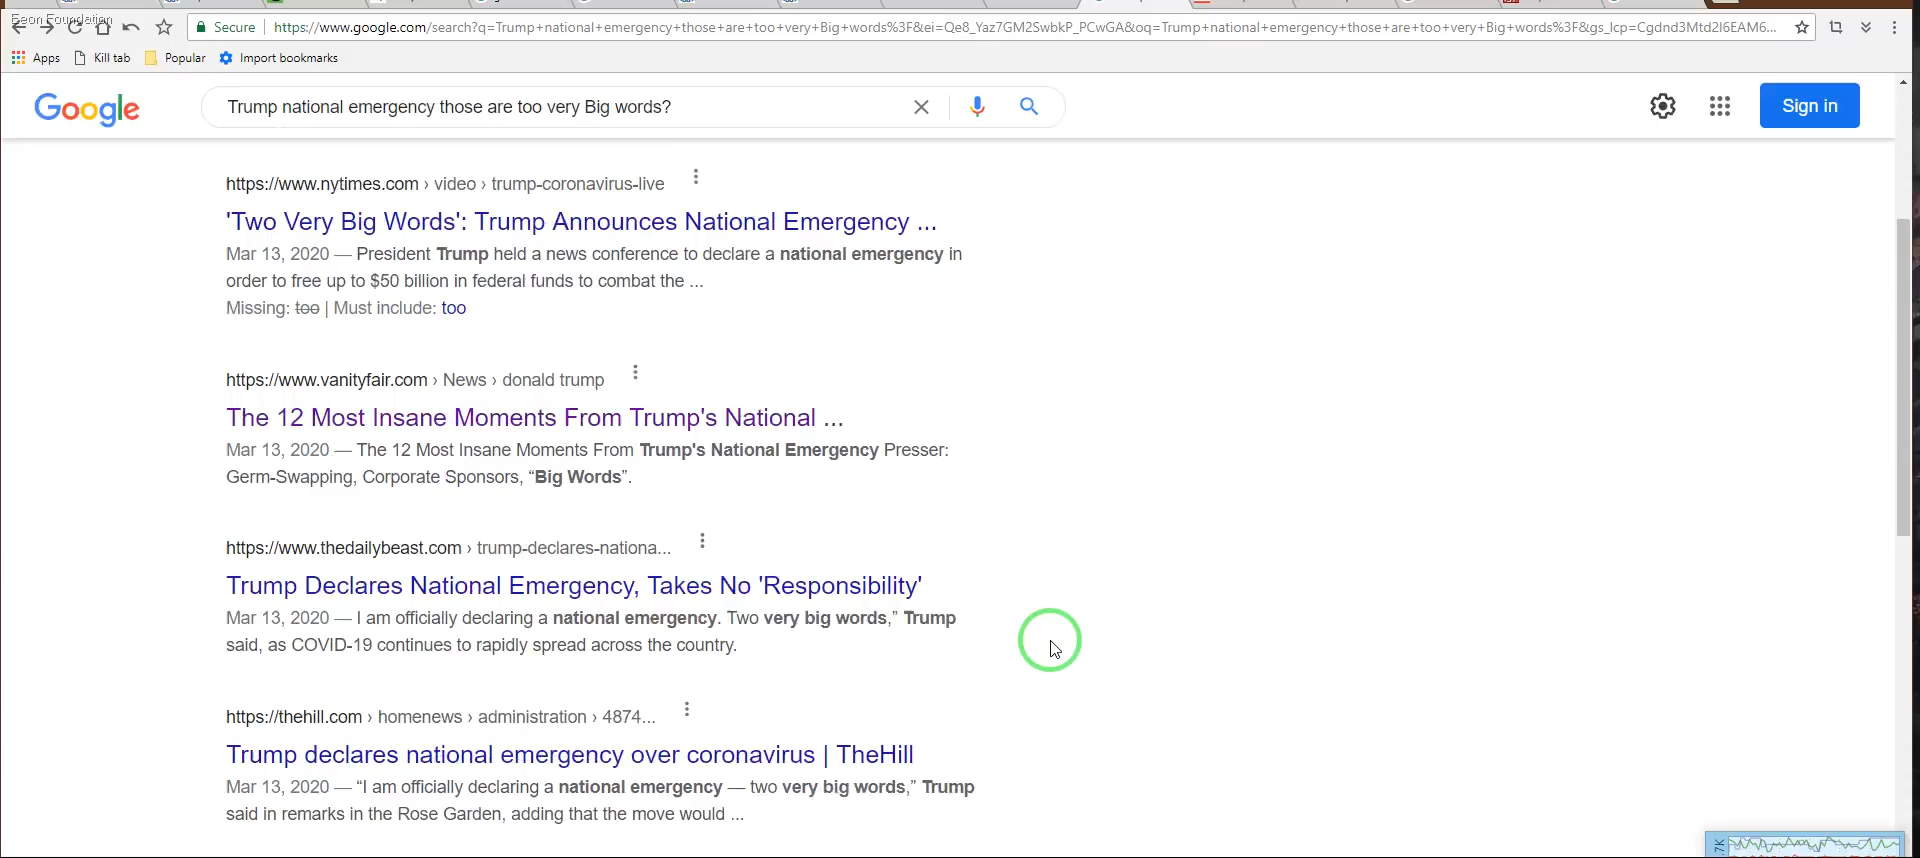 Eeon Foundation
Secure
https://www.google.com/search?q=Trump+national+emergency+those+are+too+very+Big+words%3F&ei=Qe8_Yaz7GM2SwbkP_PCwGA&oq=Trump+national+emergency+those+are+too+very+Big+words%3F&gs_lcp=Cgdnd3Mtd2l6EAM6...
Apps Kill tab Popular Import bookmarks
Google
Trump national emergency those are too very Big words?
Sign in
https://www.nytimes.com › video › trump-coronavirus-live
'Two Very Big Words': Trump Announces National Emergency ...
Mar 13, 2020 — President Trump held a news conference to declare a national emergency in
order to free up to $50 billion in federal funds to combat the ...
Missing: too | Must include: too
https://www.vanityfair.com › News › donald trump
The 12 Most Insane Moments From Trump's National ...
Mar 13, 2020 — The 12 Most Insane Moments From Trump's National Emergency Presser:
Germ-Swapping, Corporate Sponsors, “Big Words”.
https://www.thedailybeast.com › trump-declares-nationa...
Trump Declares National Emergency, Takes No 'Responsibility'
Mar 13, 2020 — I am officially declaring a national emergency. Two very big words,” Trump
said, as COVID-19 continues to rapidly spread across the country.
https://thehill.com › homenews › administration › 4874...
Trump declares national emergency over coronavirus | TheHill
Mar 13, 2020 — “I am officially declaring a national emergency — two very big words,” Trump
said in remarks in the Rose Garden, adding that the move would ...